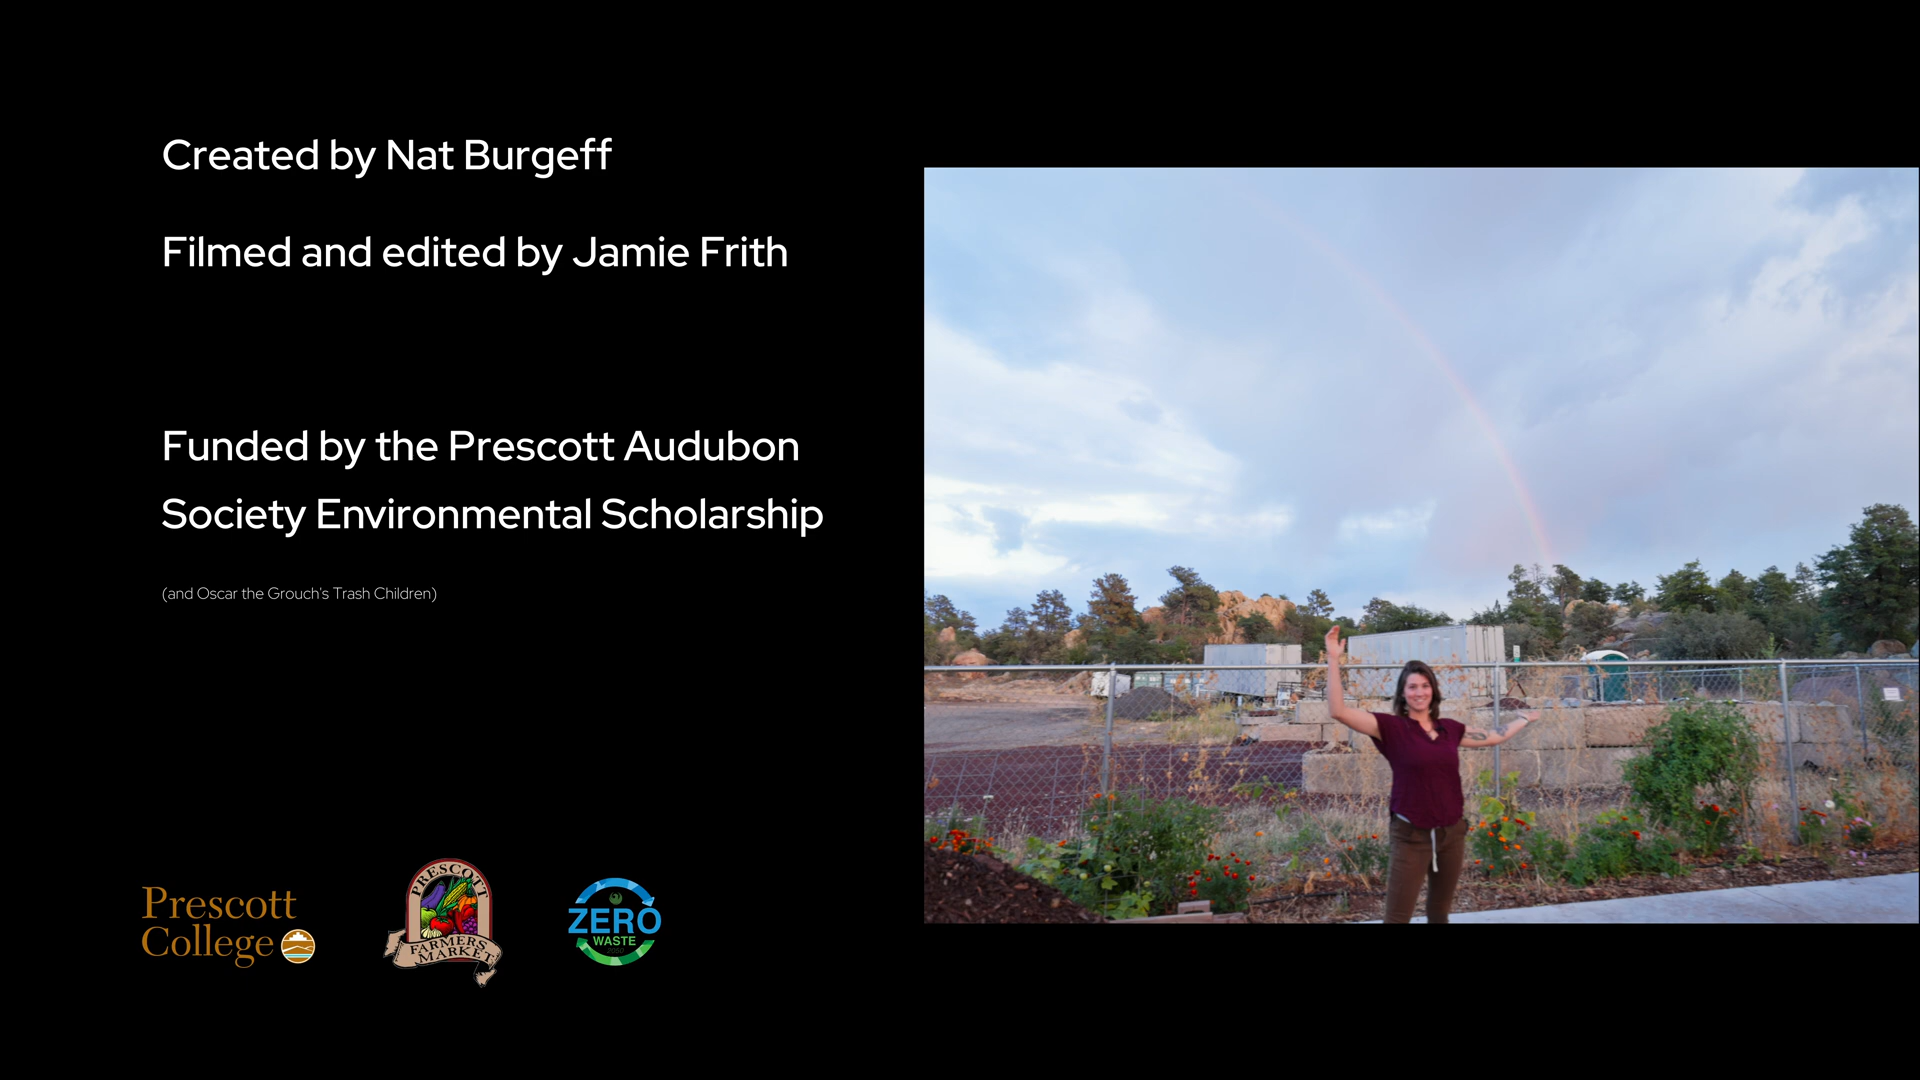 Created by Nat Burgeff
Filmed and edited by Jamie Frith
Funded by the Prescott Audubon
Society Environmental Scholarship
(and Oscar the Grouch's Trash Children)
Prescott
College
PRESCOTT
FARMERS
MARKET
ZERO
WASTE